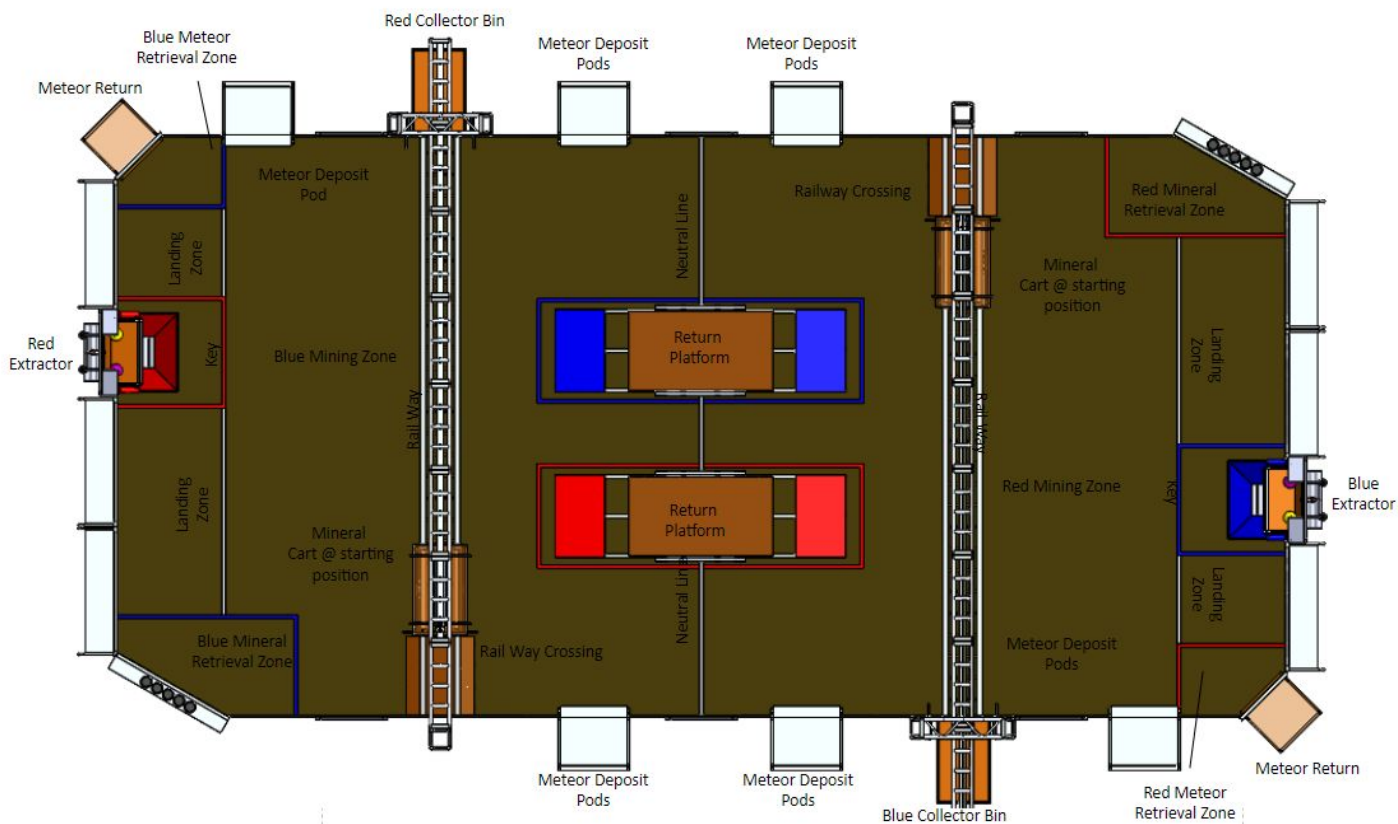 Red Collector Bin
Blue Meteor
Retrieval Zone
Meteor Deposit
Pods
Meteor Deposit
Pods
Meteor Return
Meteor Deposit
Pod
Railway Crossing
Red Mineral
Retrieval Zone
Landing
Zone
Neutral Line
Mineral
Cart @ starting
position
Red
Extractor
Key
Blue Mining Zone
Return
Platform
Landing
Zone
Rail Way
Rail Way
Landing
Zone
Mineral
Cart @ starting
position
Return
Platform
Red Mining Zone
Key
Blue
Extractor
Neutral Line
Landing
Zone
Blue Mineral
Retrieval Zone
Rail Way Crossing
Meteor Deposit
Pods
Meteor Deposit
Pods
Meteor Deposit
Pods
Meteor Return
Blue Collector Bin
Red Meteor
Retrieval Zone